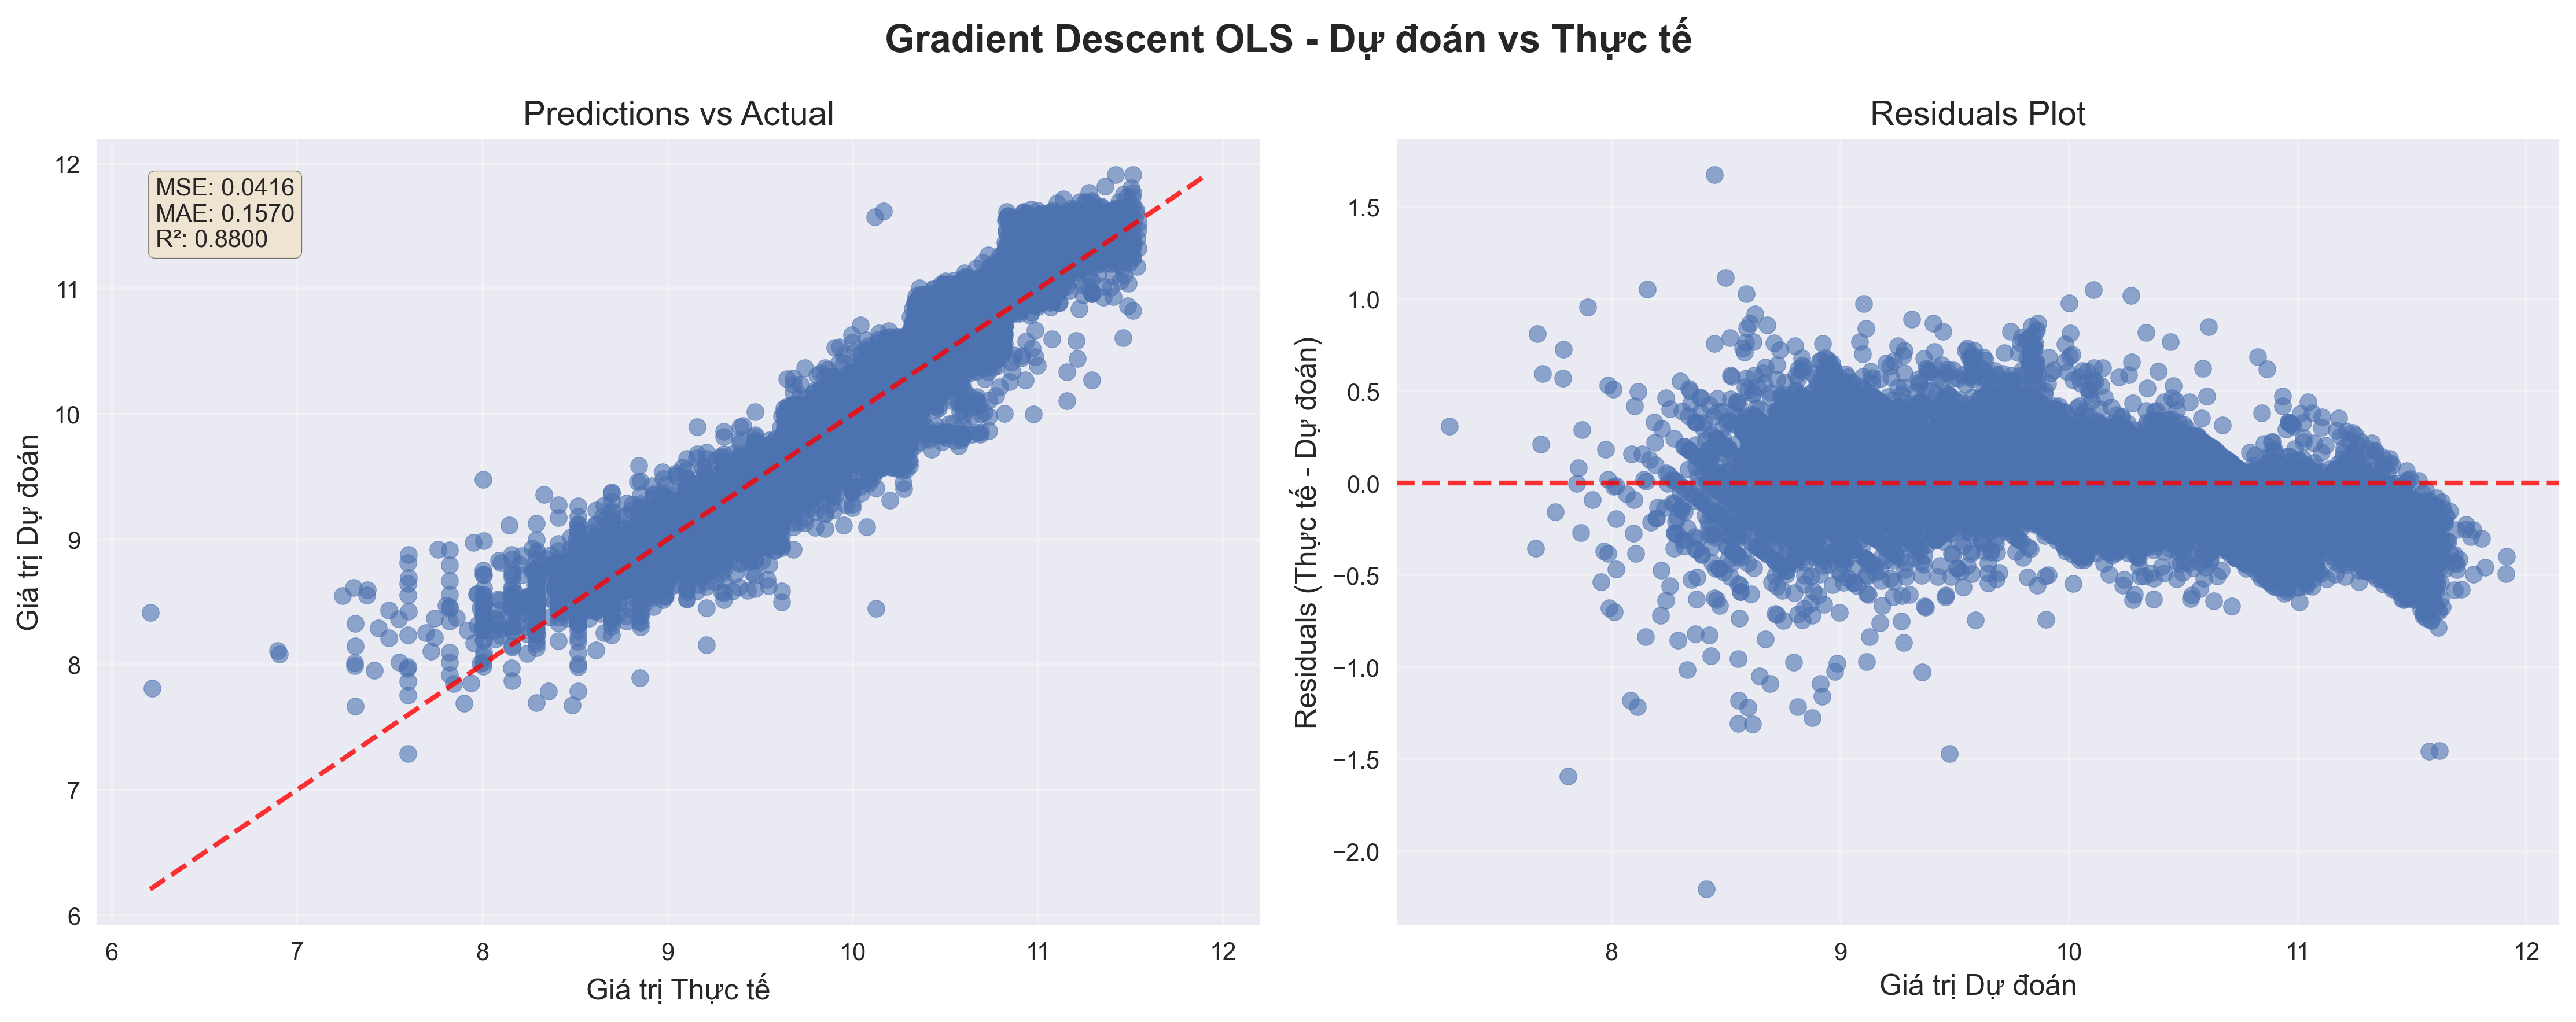 Gradient Descent OLS - Dự đoán vs Thực tế
Predictions vs Actual
MSE: 0.0416
MAE: 0.1570
R²: 0.8800
12
11
10
9
8
7
6
Giá trị Dự đoán
6
7
8
9
10
11
12
Giá trị Thực tế
Residuals Plot
1.5
1.0
0.5
0.0
−0.5
−1.0
−1.5
−2.0
Residuals (Thực tế - Dự đoán)
8
9
10
11
12
Giá trị Dự đoán